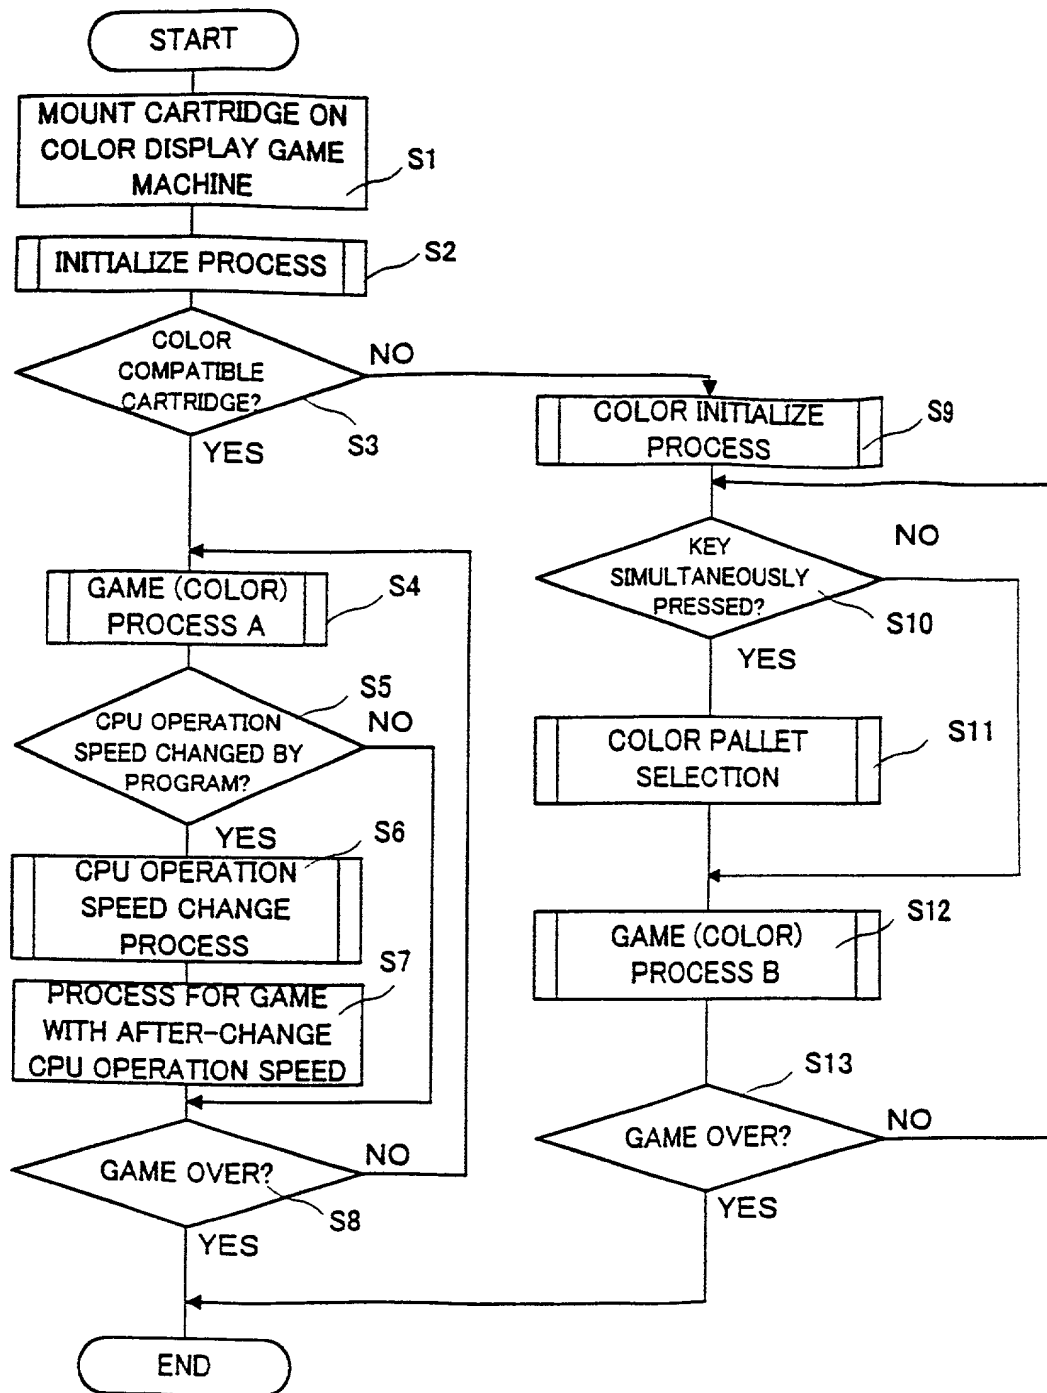 START
MOUNT CARTRIDGE ON
COLOR DISPLAY GAME
MACHINE
S1
INITIALIZE PROCESS
S2
COLOR
COMPATIBLE
CARTRIDGE?
S3
NO
YES
GAME (COLOR)
PROCESS A
S4
CPU OPERATION
SPEED CHANGED BY
PROGRAM?
S5
NO
YES
CPU OPERATION
SPEED CHANGE
PROCESS
S6
PROCESS FOR GAME
WITH AFTER-CHANGE
CPU OPERATION SPEED
S7
GAME OVER?
S8
NO
YES
COLOR INITIALIZE
PROCESS
S9
KEY
SIMULTANEOUSLY
PRESSED?
S10
NO
YES
COLOR PALLET
SELECTION
S11
GAME (COLOR)
PROCESS B
S12
GAME OVER?
S13
NO
YES
END